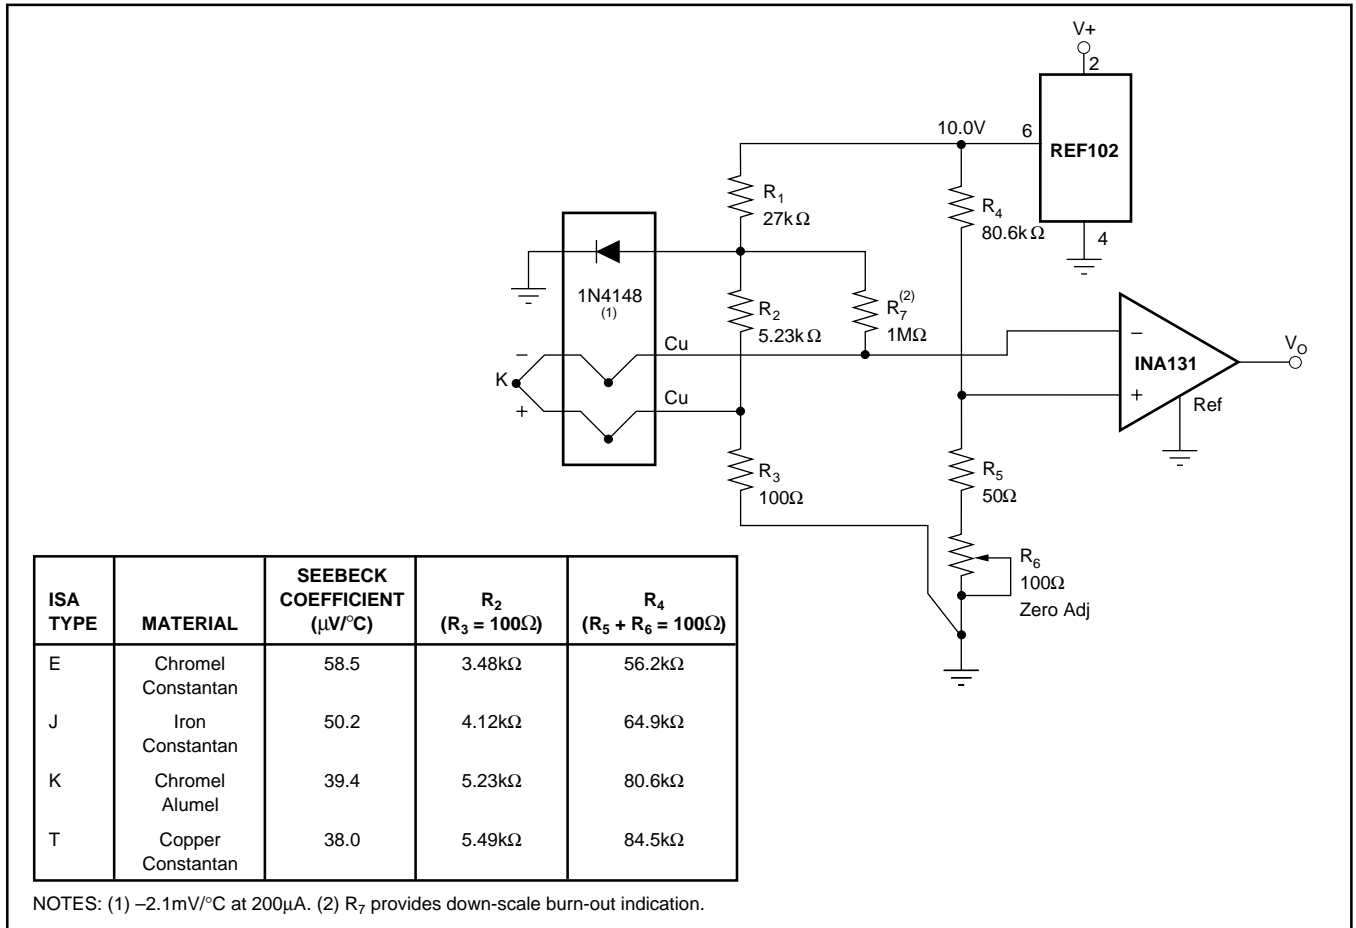 V+
2
10.0V
6
REF102
R1
27kΩ
R4
80.6kΩ
4
1N4148
(1)
R2
5.23kΩ
R7(2)
1MΩ
Cu
–
–
K
INA131
VO
Cu
+
+
Ref
R3
100Ω
R5
50Ω
R6
100Ω
Zero Adj
ISA TYPE MATERIAL SEEBECK COEFFICIENT (µV/°C) R2 (R3 = 100Ω) R4 (R5 + R6 = 100Ω)
E Chromel Constantan 58.5 3.48kΩ 56.2kΩ
J Iron Constantan 50.2 4.12kΩ 64.9kΩ
K Chromel Alumel 39.4 5.23kΩ 80.6kΩ
T Copper Constantan 38.0 5.49kΩ 84.5kΩ
NOTES: (1) –2.1mV/°C at 200µA. (2) R7 provides down-scale burn-out indication.